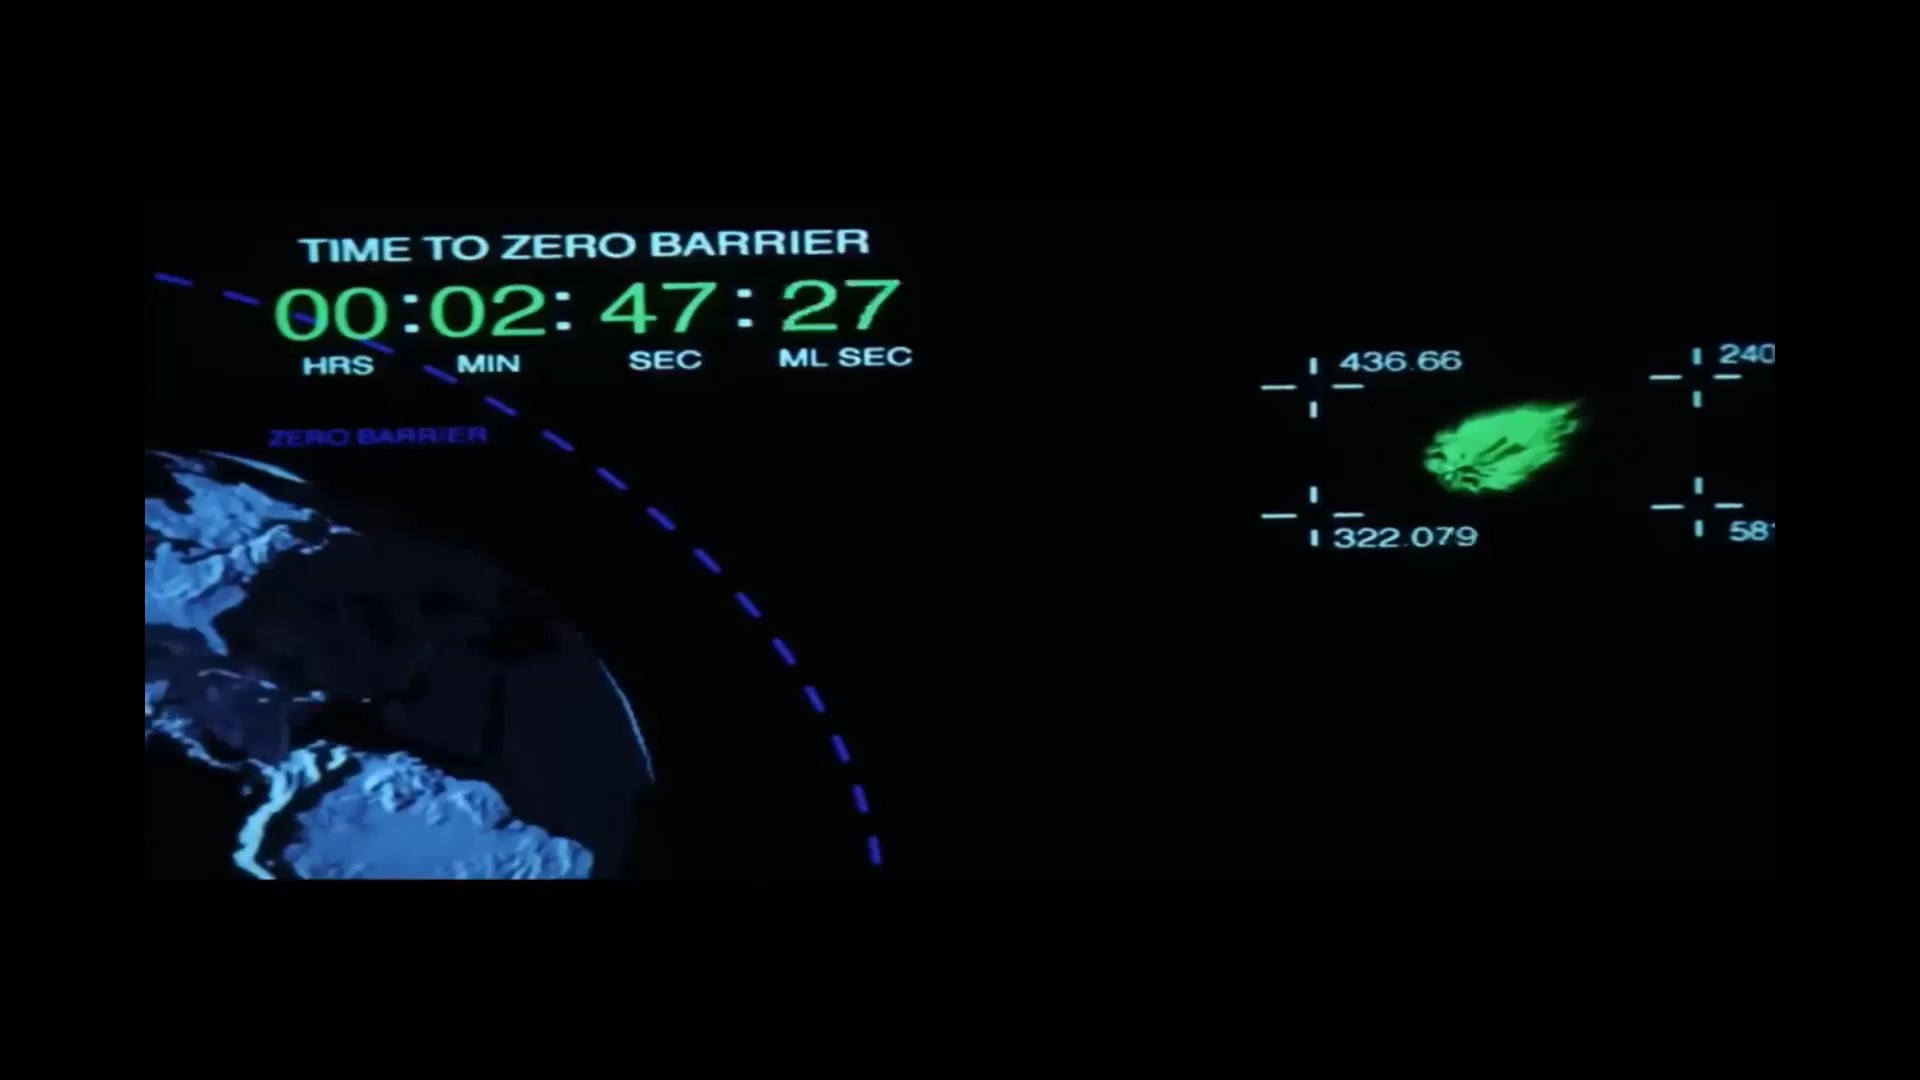 TIME TO ZERO BARRIER
00:02:47:27
HRS MIN SEC ML SEC
ZERO BARRIER
436.66
240
322.079
58